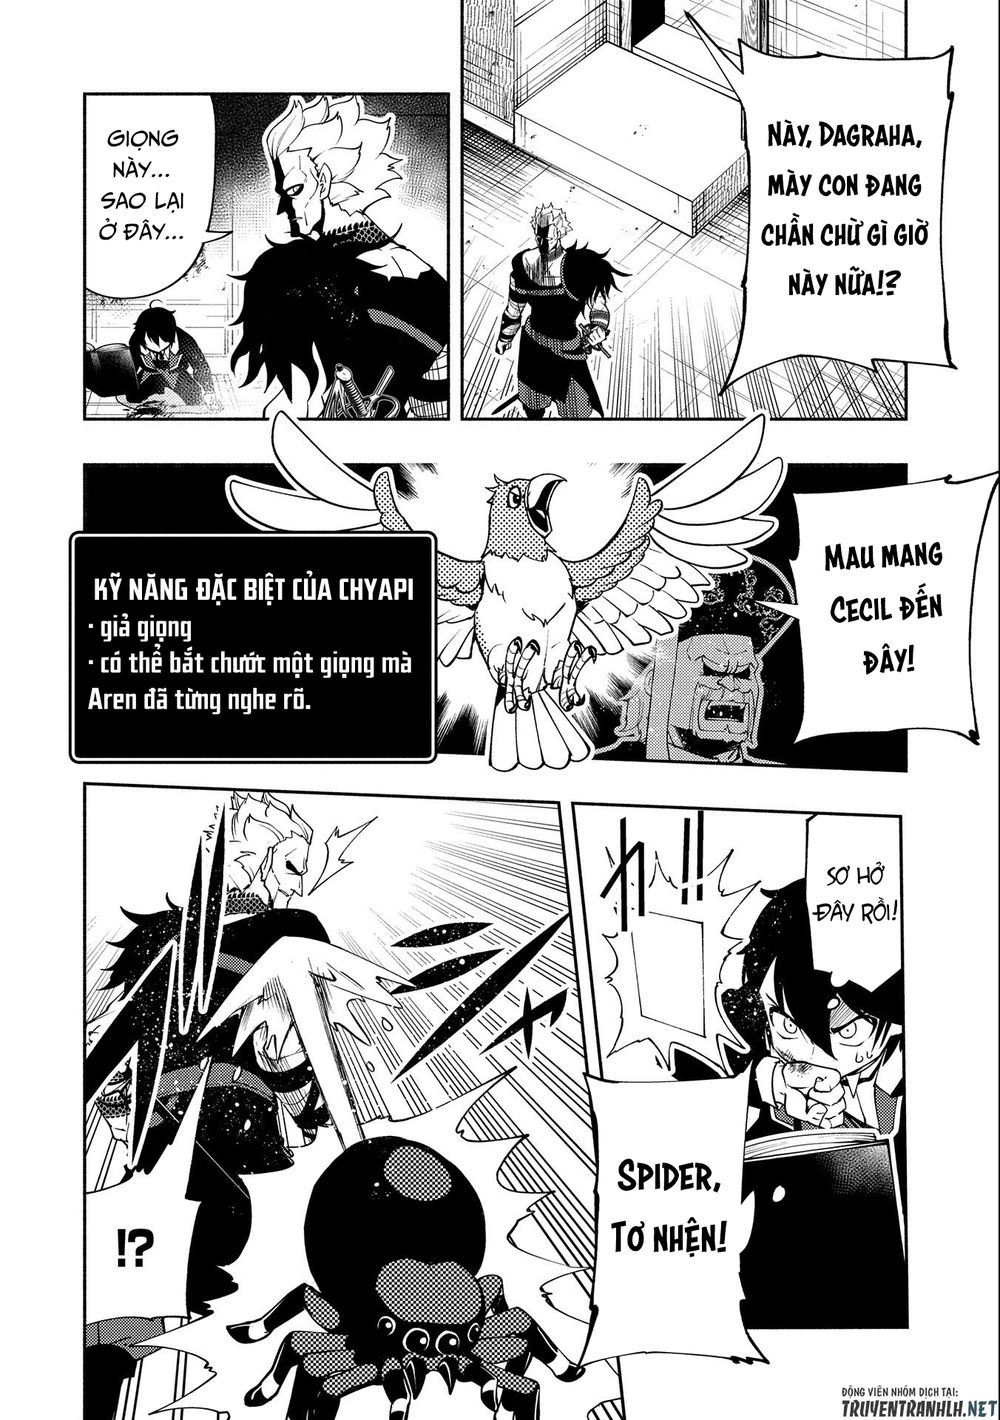 NÀY, DAGRAHA,
MÀY CON ĐANG
CHẦN CHỪ GÌ GIỜ
NÀY NỮA!?
GIỌNG
NÀY...
SAO LẠI
Ở ĐÂY...
MAU MANG
CECIL ĐẾN
ĐÂY!
KỸ NĂNG ĐẶC BIỆT CỦA CHYAPI
· giả giọng
· có thể bắt chước một giọng mà
Aren đã từng nghe rõ.
SƠ HỞ
ĐÂY RỒI!
SPIDER,
TƠ NHỆN!
!?
ĐỘNG VIÊN NHÓM DỊCH TẠI:
TRUYENTRANHLH.NET